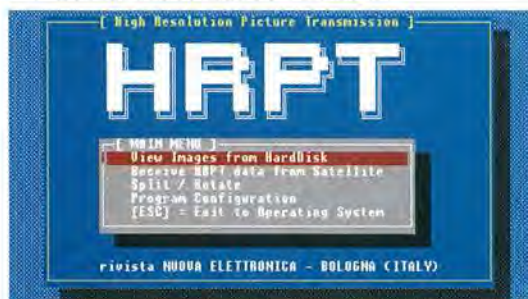 [ High Resolution Picture Transmission ]
HRPT
[ MAIN MENU ]
View Images from HardDisk
Receive HRPT data from Satellite
Split / Rotate
Program Configuration
[ESC] = Exit to Operating System
rivista NUOVA ELETTRONICA - BOLOGNA (ITALY)